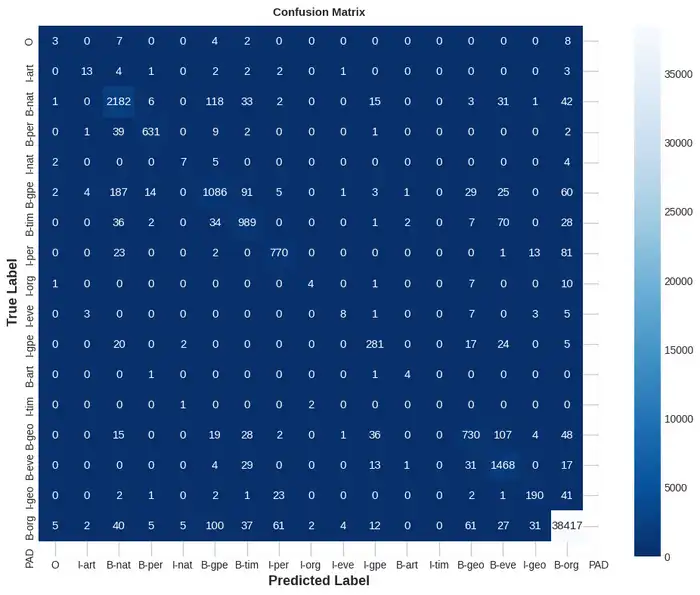 Confusion Matrix
True Label
O 3 0 7 0 0 4 2 0 0 0 0 0 0 0 0 0 8
I-art 0 13 4 1 0 2 2 2 0 1 0 0 0 0 0 0 3
B-nat 1 0 2182 6 0 118 33 2 0 0 15 0 0 3 31 1 42
B-per 0 1 39 631 0 9 2 0 0 0 1 0 0 0 0 0 2
I-nat 2 0 0 0 7 5 0 0 0 0 0 0 0 0 0 0 4
B-gpe 2 4 187 14 0 1086 91 5 0 1 3 1 0 29 25 0 60
B-tim 0 0 36 2 0 34 989 0 0 0 1 2 0 7 70 0 28
I-per 0 0 23 0 0 2 0 770 0 0 0 0 0 0 1 13 81
I-org 1 0 0 0 0 0 0 0 4 0 1 0 0 7 0 0 10
I-eve 0 3 0 0 0 0 0 0 0 8 1 0 0 7 0 3 5
I-gpe 0 0 20 0 2 0 0 0 0 0 281 0 0 17 24 0 5
B-art 0 0 0 1 0 0 0 0 0 0 1 4 0 0 0 0 0
I-tim 0 0 0 0 1 0 0 0 2 0 0 0 0 0 0 0 0
B-geo 0 0 15 0 0 19 28 2 0 1 36 0 0 730 107 4 48
B-eve 0 0 0 0 0 4 29 0 0 0 13 1 0 31 1468 0 17
I-geo 0 0 2 1 0 2 1 23 0 0 0 0 0 2 1 190 41
B-org 5 2 40 5 5 100 37 61 2 4 12 0 0 61 27 31 38417
PAD
O I-art B-nat B-per I-nat B-gpe B-tim I-per I-org I-eve I-gpe B-art I-tim B-geo B-eve I-geo B-org PAD
Predicted Label
35000
30000
25000
20000
15000
10000
5000
0